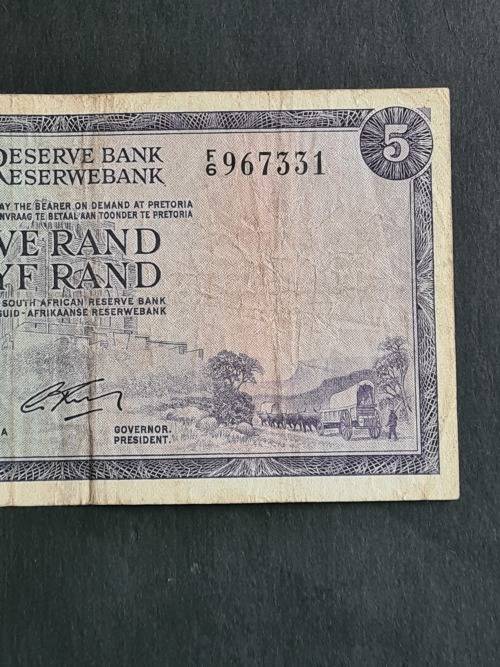 RESERVE BANK
RESERWEBANK
F/6 967331
5
AY THE BEARER ON DEMAND AT PRETORIA
NVRAAG TE BETAAL AAN TOONDER TE PRETORIA
VE RAND
YF RAND
SOUTH AFRICAN RESERVE BANK
SUID-AFRIKAANSE RESERWEBANK
A
GOVERNOR.
PRESIDENT.